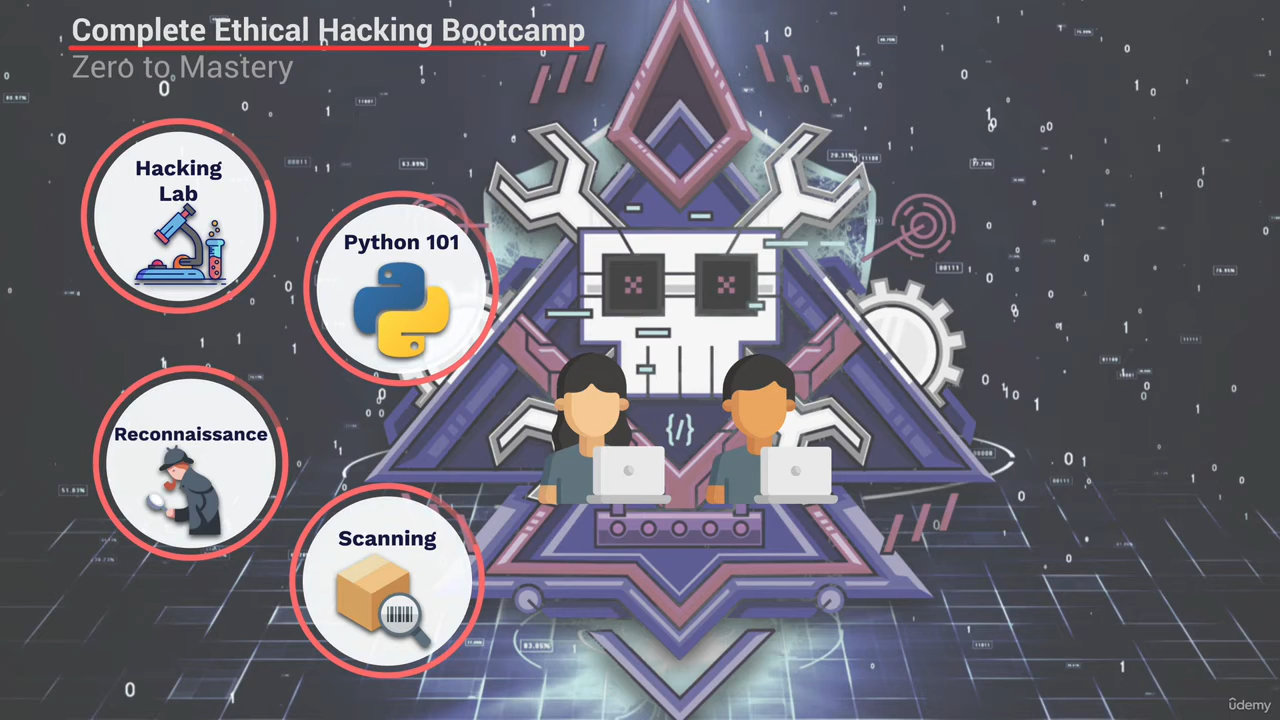 Complete Ethical Hacking Bootcamp
Zero to Mastery
Hacking
Lab
Python 101
Reconnaissance
Scanning
{/}
udemy